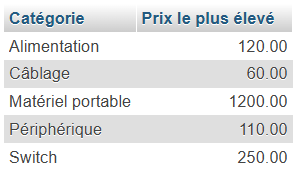 Catégorie Prix le plus élevé
Alimentation 120.00
Câblage 60.00
Matériel portable 1200.00
Périphérique 110.00
Switch 250.00